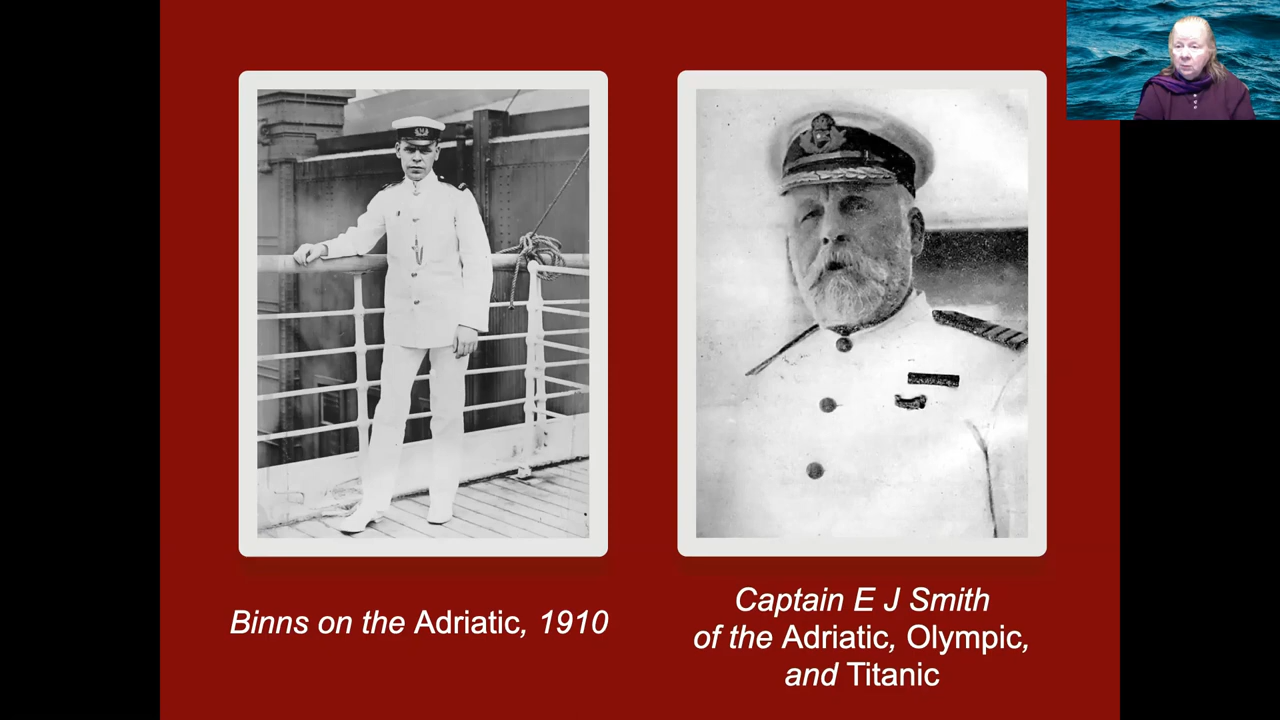 Binns on the Adriatic, 1910
Captain E J Smith
of the Adriatic, Olympic,
and Titanic